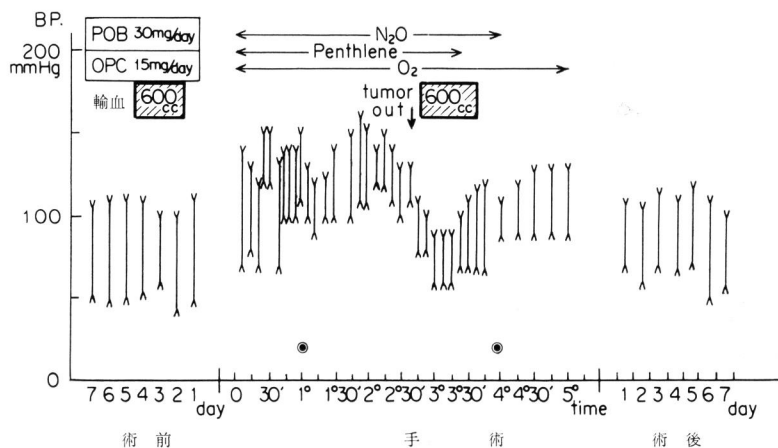 BP.
200
mmHg
100
0
POB 30mg/day
OPC 15mg/day
輸血
600cc
N₂O
Penthlene
O₂
tumor
out
600cc
7 6 5 4 3 2 1
day
0 30' 1° 1°30' 2° 2°30' 3° 3°30' 4° 4°30' 5°
time
1 2 3 4 5 6 7
day
術前
手術
術後